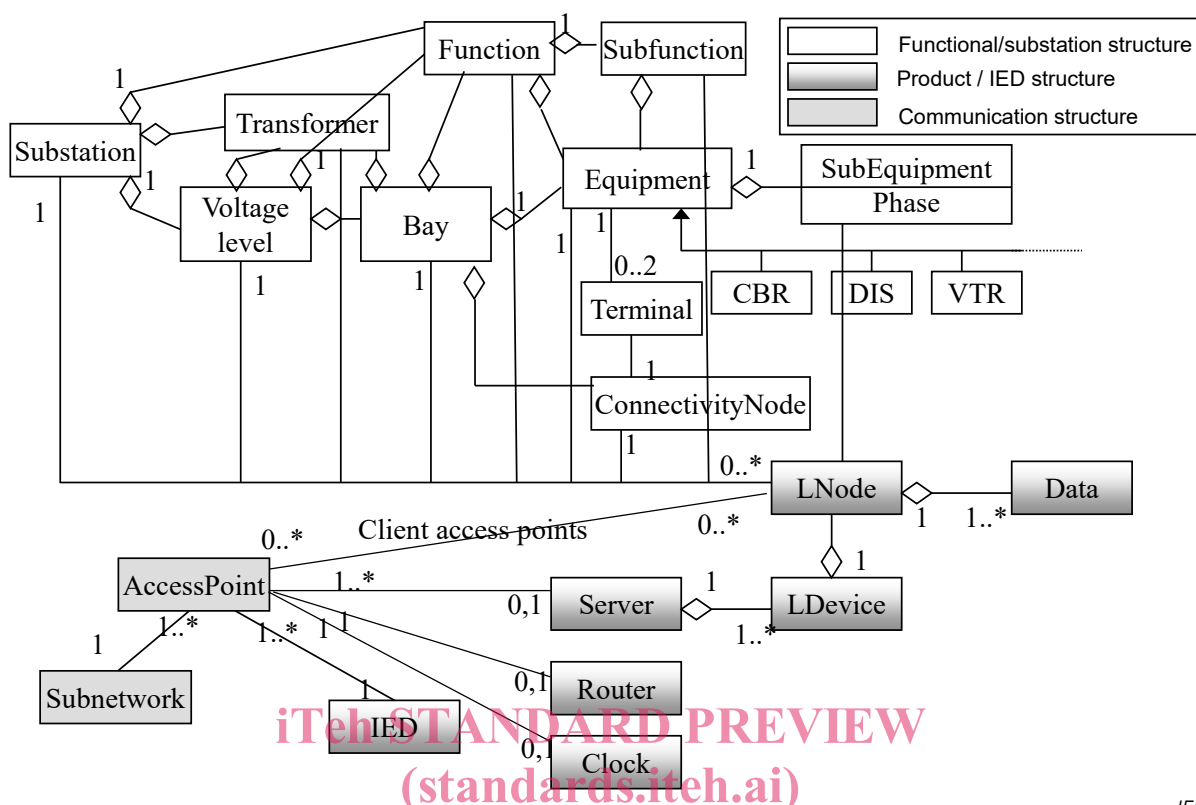 Function
1
Subfunction
Functional/substation structure
Product / IED structure
Communication structure
1
Transformer
Substation
1
1
Equipment
1
SubEquipment
Phase
1
Voltage
level
Bay
1
1
1
1
1
1
0..2
CBR
DIS
VTR
Terminal
1
ConnectivityNode
1
0..*
LNode
1
1..*
Data
Client access points
0..*
0..*
AccessPoint
1..*
0,1
Server
1
1..*
LDevice
1
1
1..*
1..*
1
1
Subnetwork
1
IED
0,1
Router
0,1
Clock
iTeh STANDARD PREVIEW
(standards.iteh.ai)